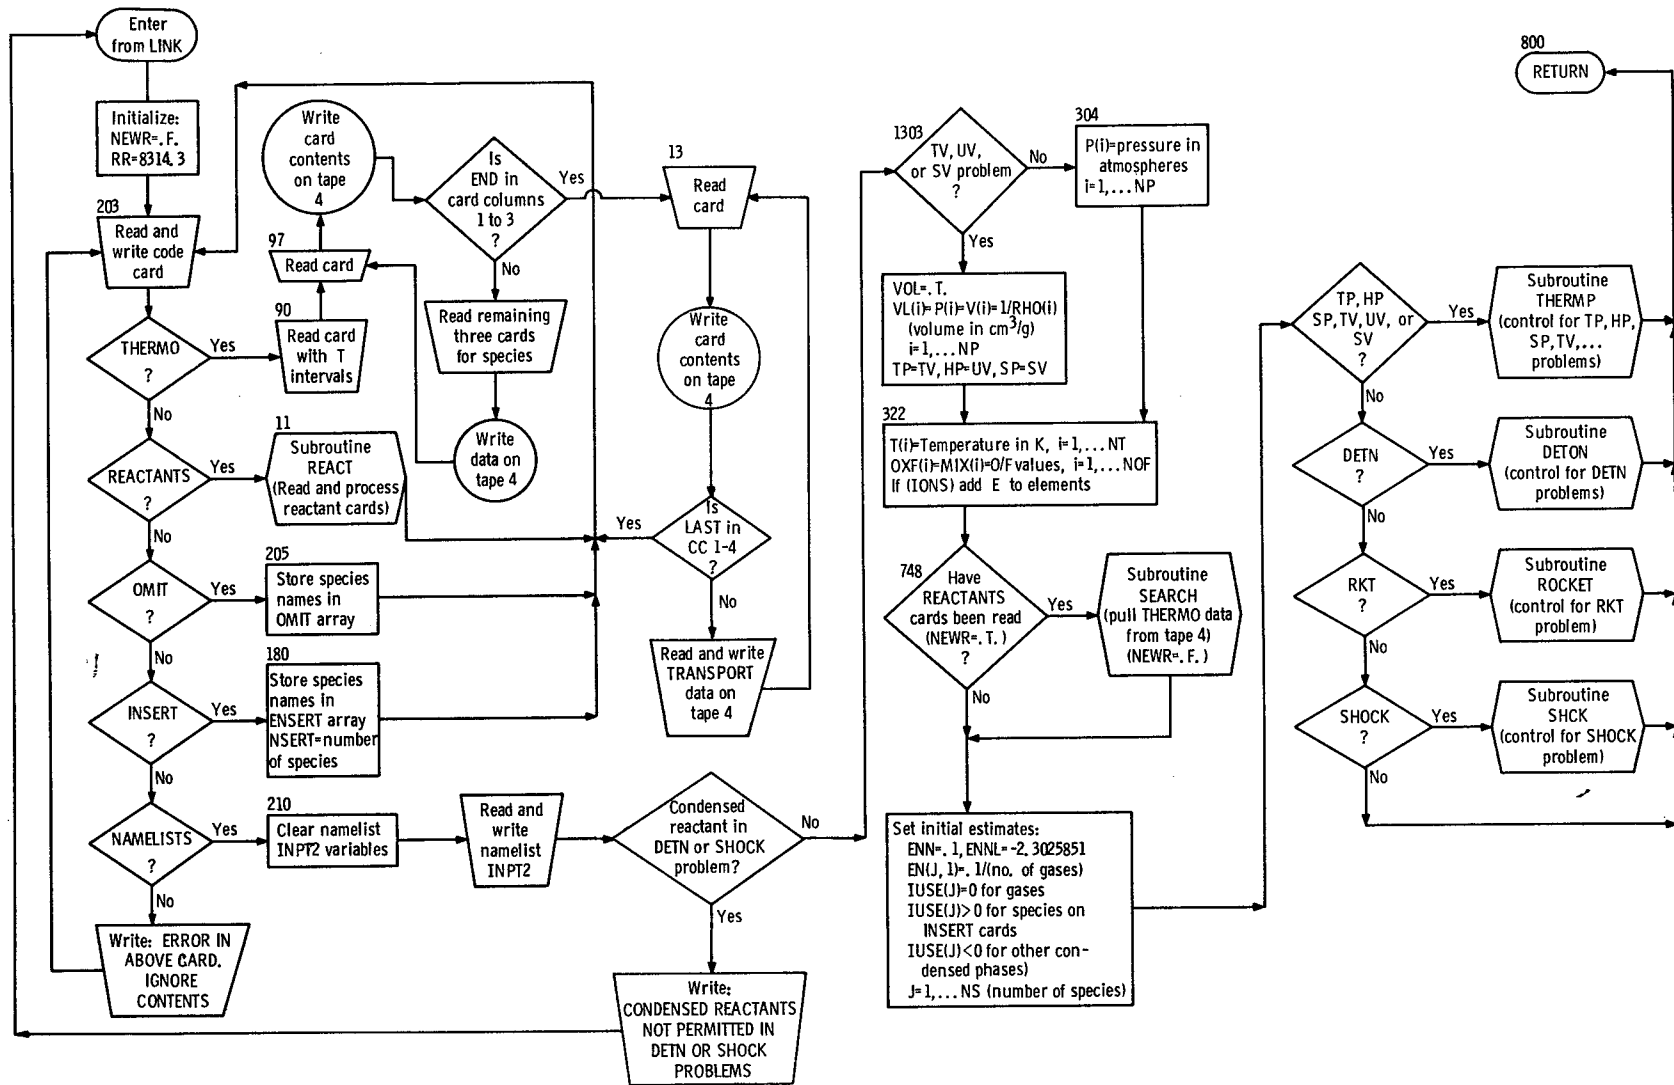 Enter
from LINK
Initialize:
NEWR=.F.
RR=8314.3
203
Read and
write code
card
THERMO
?
Yes
No
90
Read card
with T
intervals
97
Read card
Write
card
contents
on tape
4
Is
END in
card columns
1 to 3
?
Yes
No
Read remaining
three cards
for species
Write
data on
tape 4
13
Read
card
Write
card
contents
on tape
4
Is
LAST in
CC 1-4
?
Yes
No
Read and write
TRANSPORT
data on
tape 4
REACTANTS
?
Yes
No
11
Subroutine
REACT
(Read and process
reactant cards)
OMIT
?
Yes
No
205
Store species
names in
OMIT array
INSERT
?
Yes
No
180
Store species
names in
ENSERT array
NSERT=number
of species
NAMELISTS
?
Yes
No
210
Clear namelist
INPT2 variables
Read and
write
namelist
INPT2
Condensed
reactant in
DETN or SHOCK
problem?
No
Yes
Write: ERROR IN
ABOVE CARD.
IGNORE
CONTENTS
Write:
CONDENSED REACTANTS
NOT PERMITTED IN
DETN OR SHOCK
PROBLEMS
1303
TV, UV,
or SV problem
?
No
Yes
304
P(i)=pressure in
atmospheres
i=1,...NP
VOL=.T.
VL(i)=P(i)=V(i)=1/RHO(i)
(volume in cm³/g)
i=1,...NP
TP=TV, HP=UV, SP=SV
322
T(i)=Temperature in K, i=1,...NT
OXF(i)=MIX(i)=O/F values, i=1,...NOF
If (IONS) add E to elements
748
Have
REACTANTS
cards been read
(NEWR=.T.)
?
Yes
No
Subroutine
SEARCH
(pull THERMO data
from tape 4)
(NEWR=.F.)
Set initial estimates:
ENN=.1, ENNL=-2.3025851
EN(J,1)=.1/(no. of gases)
IUSE(J)=0 for gases
IUSE(J)>0 for species on
INSERT cards
IUSE(J)<0 for other con-
densed phases)
J=1,...NS (number of species)
800
RETURN
TP, HP
SP, TV, UV, or
SV
?
Yes
No
Subroutine
THERMP
(control for TP, HP,
SP, TV,...
problems)
DETN
?
Yes
No
Subroutine
DETON
(control for DETN
problems)
RKT
?
Yes
No
Subroutine
ROCKET
(control for RKT
problem)
SHOCK
?
Yes
No
Subroutine
SHCK
(control for SHOCK
problem)